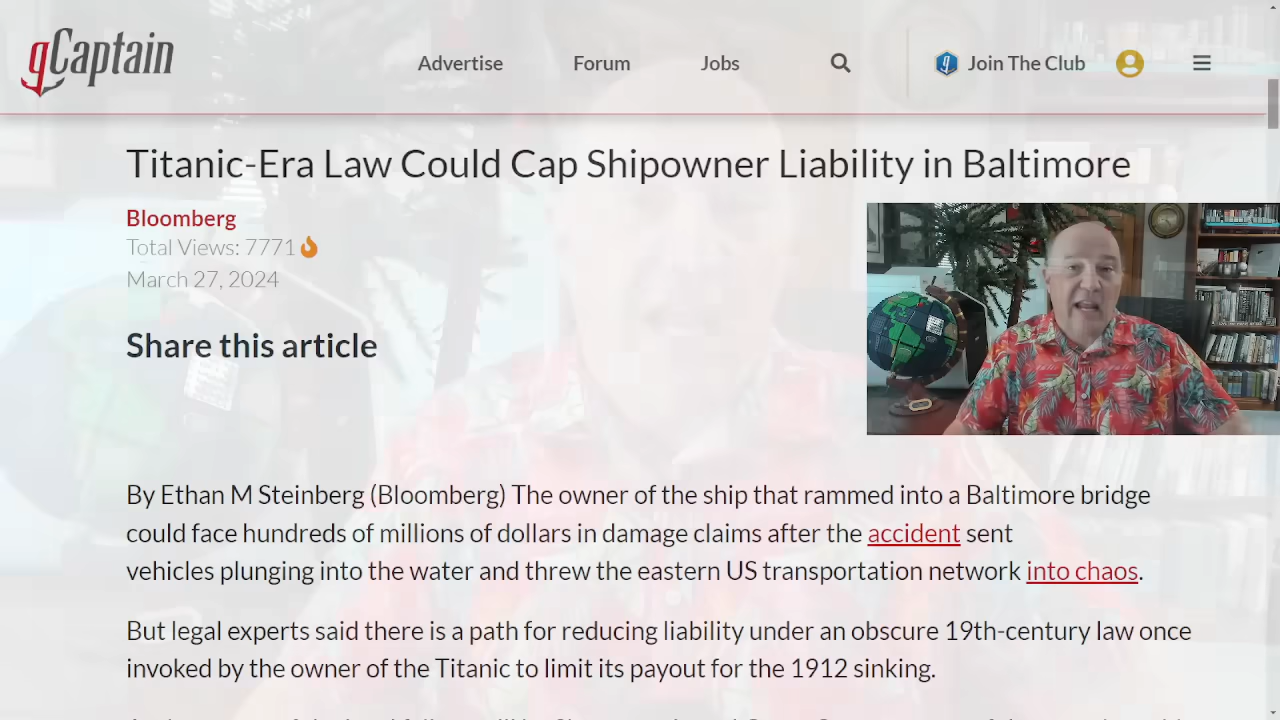 gCaptain
Advertise Forum Jobs Join The Club
Titanic-Era Law Could Cap Shipowner Liability in Baltimore
Bloomberg
Total Views: 7771
March 27, 2024
Share this article
By Ethan M Steinberg (Bloomberg) The owner of the ship that rammed into a Baltimore bridge
could face hundreds of millions of dollars in damage claims after the accident sent
vehicles plunging into the water and threw the eastern US transportation network into chaos.
But legal experts said there is a path for reducing liability under an obscure 19th-century law once
invoked by the owner of the Titanic to limit its payout for the 1912 sinking.